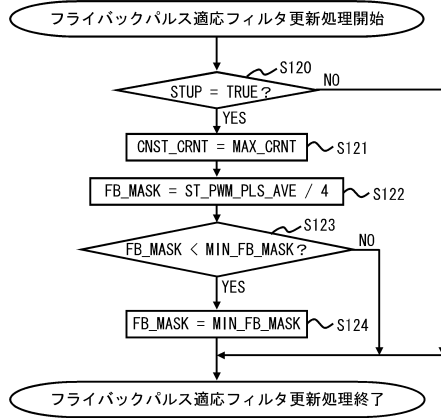 フライバックパルス適応フィルタ更新処理開始
S120
STUP = TRUE?
NO
YES
CNST_CRNT = MAX_CRNT
S121
FB_MASK = ST_PWM_PLS_AVE / 4
S122
S123
FB_MASK < MIN_FB_MASK?
NO
YES
FB_MASK = MIN_FB_MASK
S124
フライバックパルス適応フィルタ更新処理終了